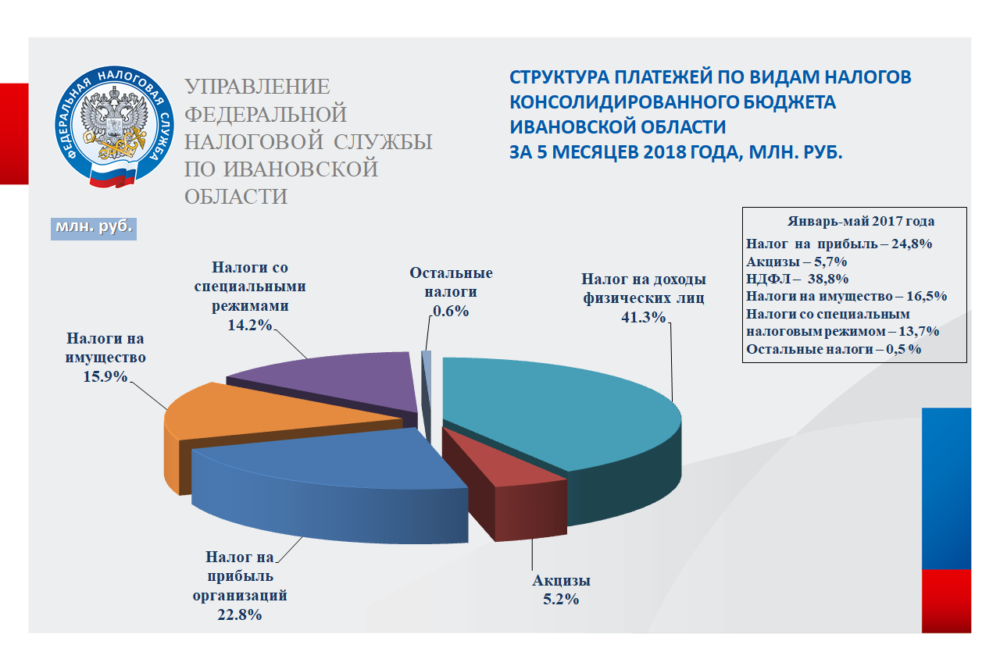 ФЕДЕРАЛЬНАЯ НАЛОГОВАЯ СЛУЖБА
УПРАВЛЕНИЕ
ФЕДЕРАЛЬНОЙ
НАЛОГОВОЙ СЛУЖБЫ
ПО ИВАНОВСКОЙ
ОБЛАСТИ
СТРУКТУРА ПЛАТЕЖЕЙ ПО ВИДАМ НАЛОГОВ
КОНСОЛИДИРОВАННОГО БЮДЖЕТА
ИВАНОВСКОЙ ОБЛАСТИ
ЗА 5 МЕСЯЦЕВ 2018 ГОДА, МЛН. РУБ.
млн. руб.
Январь-май 2017 года
Налог на прибыль – 24,8%
Акцизы – 5,7%
НДФЛ – 38,8%
Налоги на имущество – 16,5%
Налоги со специальным
налоговым режимом – 13,7%
Остальные налоги – 0,5 %
Налоги со
специальными
режимами
14.2%
Остальные
налоги
0.6%
Налог на доходы
физических лиц
41.3%
Налоги на
имущество
15.9%
Налог на
прибыль
организаций
22.8%
Акцизы
5.2%